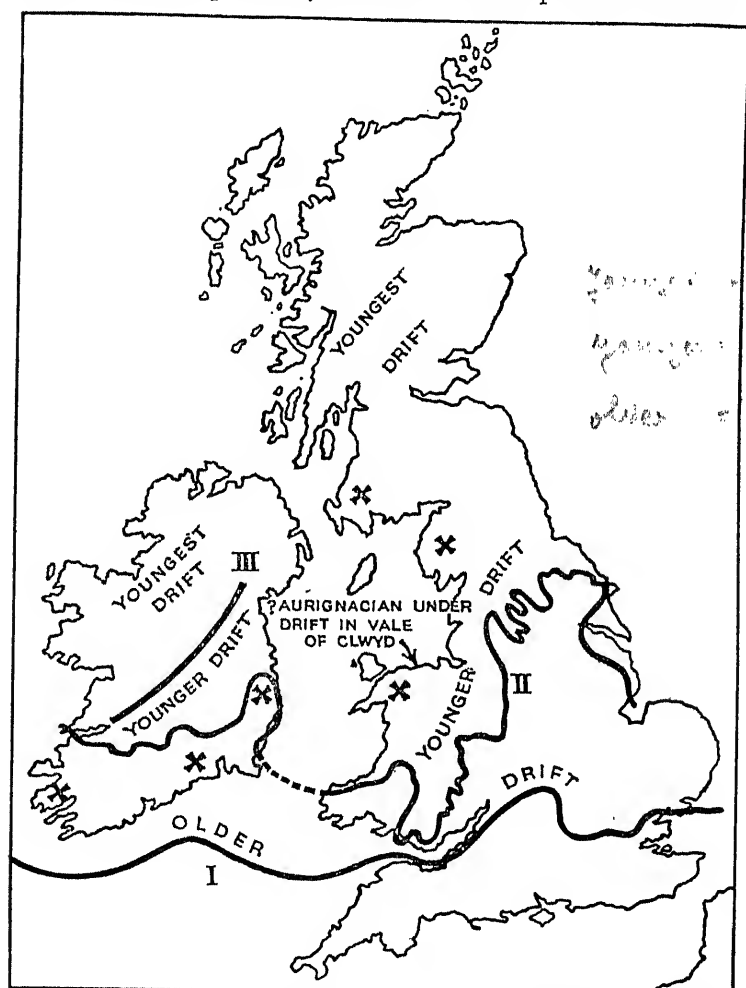 YOUNGEST
DRIFT
YOUNGEST
DRIFT
III
YOUNGER DRIFT
?AURIGNACIAN UNDER
DRIFT IN VALE
OF CLWYD
YOUNGER
DRIFT
II
OLDER
DRIFT
I
older